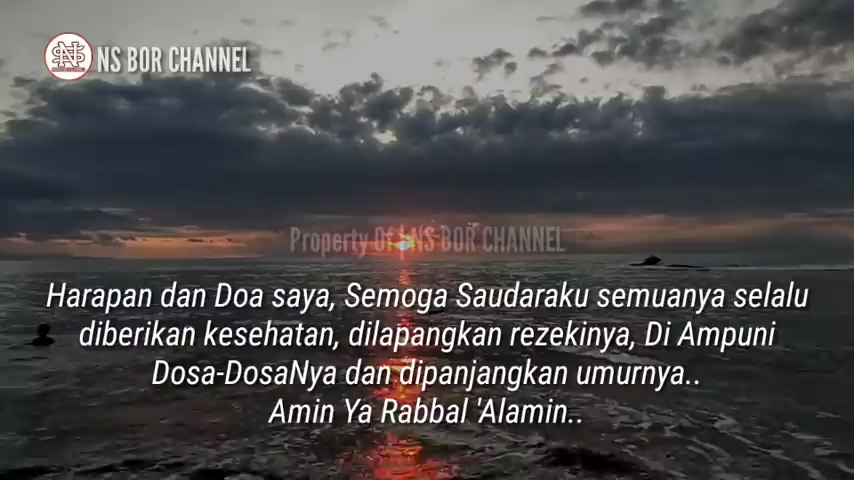 NS BOR CHANNEL
Property Of NS BOR CHANNEL
Harapan dan Doa saya, Semoga Saudaraku semuanya selalu
diberikan kesehatan, dilapangkan rezekinya, Di Ampuni
Dosa-DosaNya dan dipanjangkan umurnya..
Amin Ya Rabbal 'Alamin..